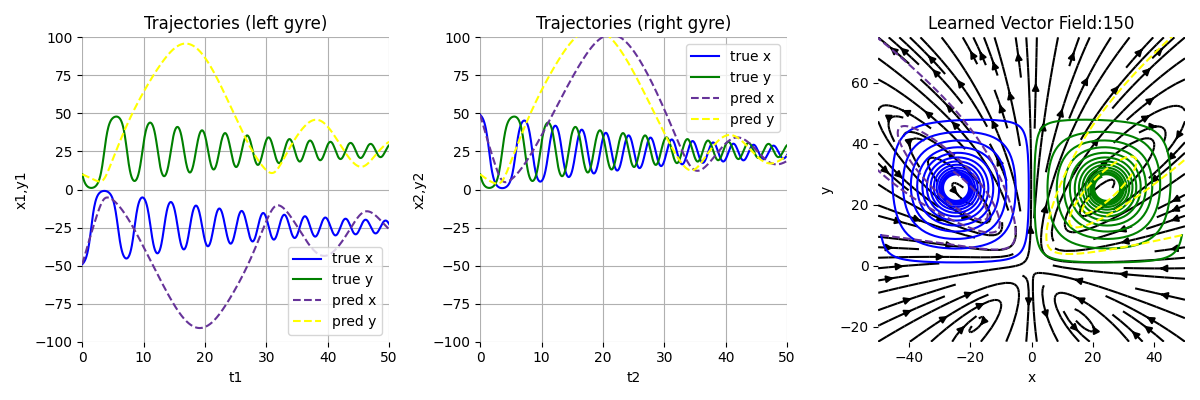 Trajectories (left gyre)
100
75
50
25
0
−25
−50
−75
−100
x1,y1
0
10
20
30
40
50
t1
true x
true y
pred x
pred y
Trajectories (right gyre)
100
75
50
25
0
−25
−50
−75
−100
x2,y2
0
10
20
30
40
50
t2
true x
true y
pred x
pred y
Learned Vector Field:150
60
40
20
0
−20
y
−40
−20
0
20
40
x